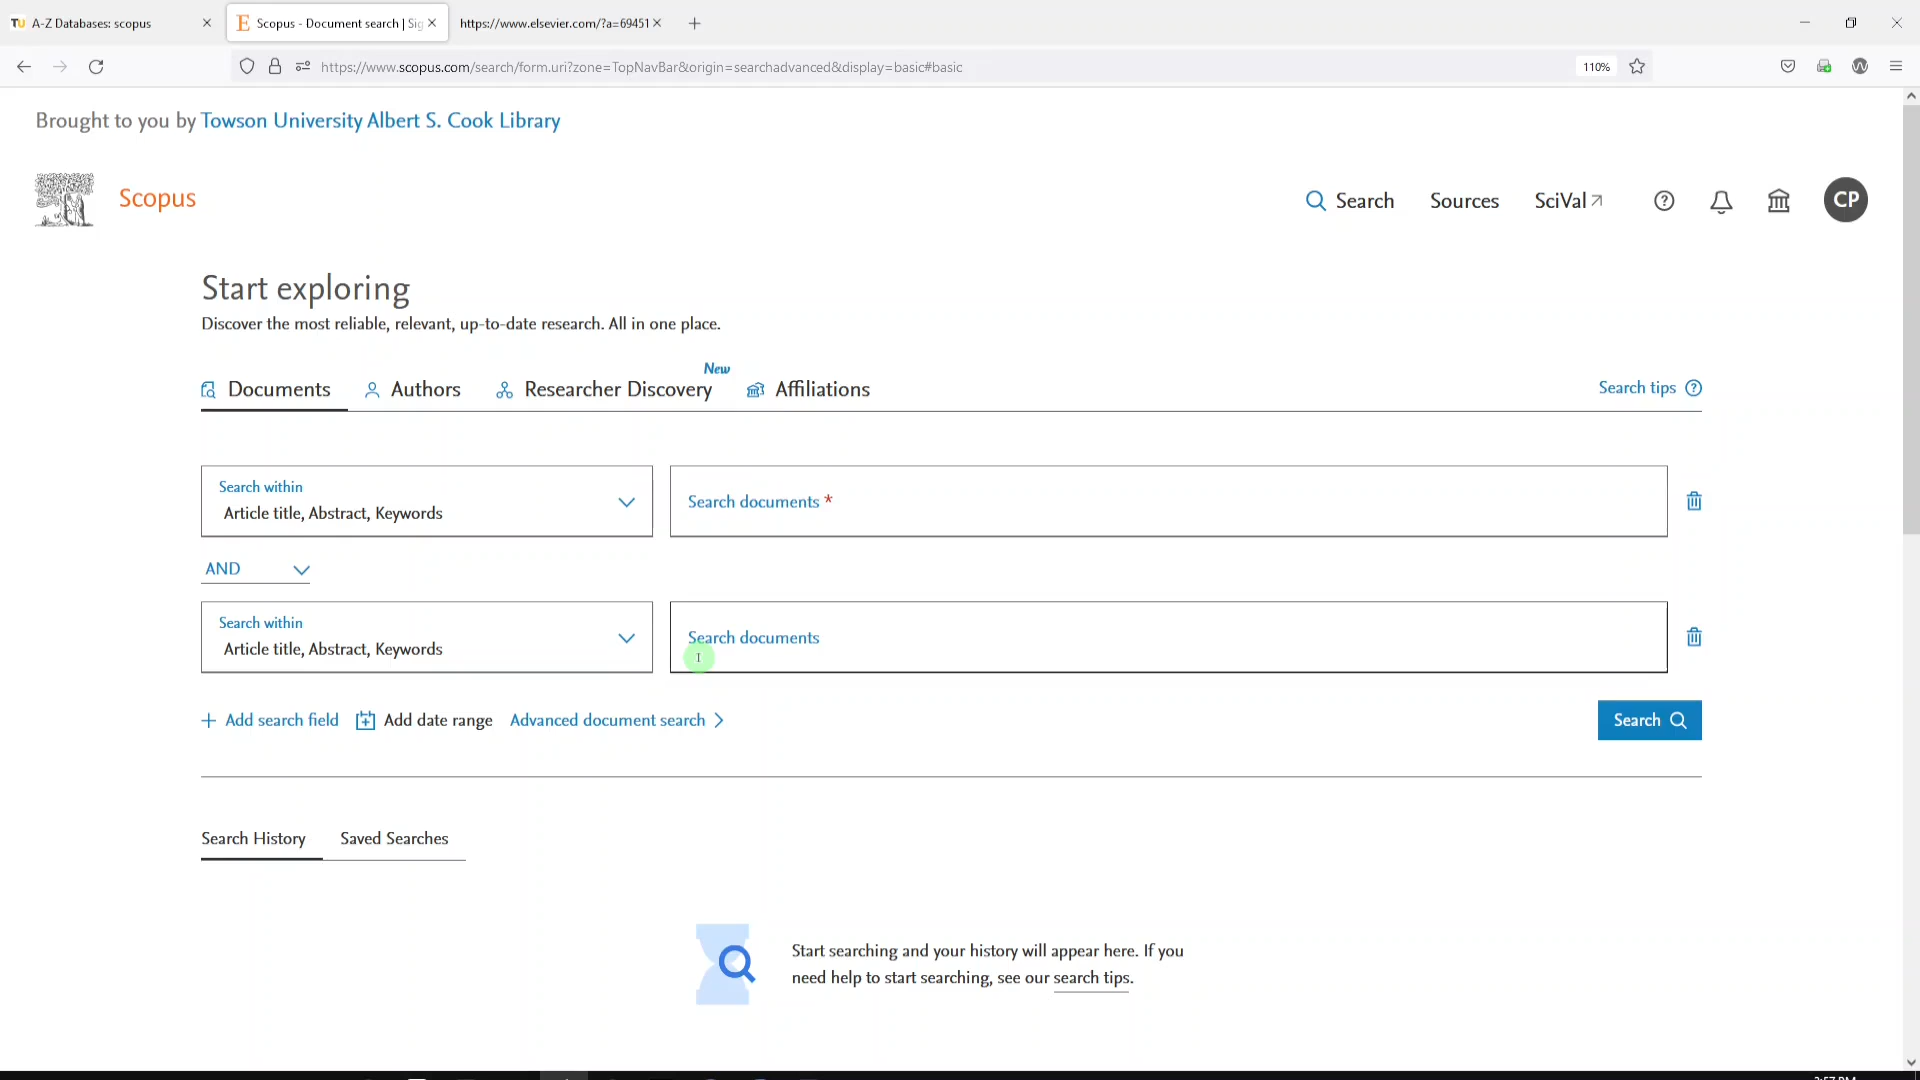 A-Z Databases: scopus
Scopus - Document search | Sig
https://www.elsevier.com/?a=69451
https://www.scopus.com/search/form.uri?zone=TopNavBar&origin=searchadvanced&display=basic#basic
110%
Brought to you by Towson University Albert S. Cook Library
Scopus
Search
Sources
SciVal
CP
Start exploring
Discover the most reliable, relevant, up-to-date research. All in one place.
New
Documents
Authors
Researcher Discovery
Affiliations
Search tips
Search within
Article title, Abstract, Keywords
Search documents *
AND
Search within
Article title, Abstract, Keywords
Search documents
Add search field
Add date range
Advanced document search
Search
Search History
Saved Searches
Start searching and your history will appear here. If you
need help to start searching, see our search tips.